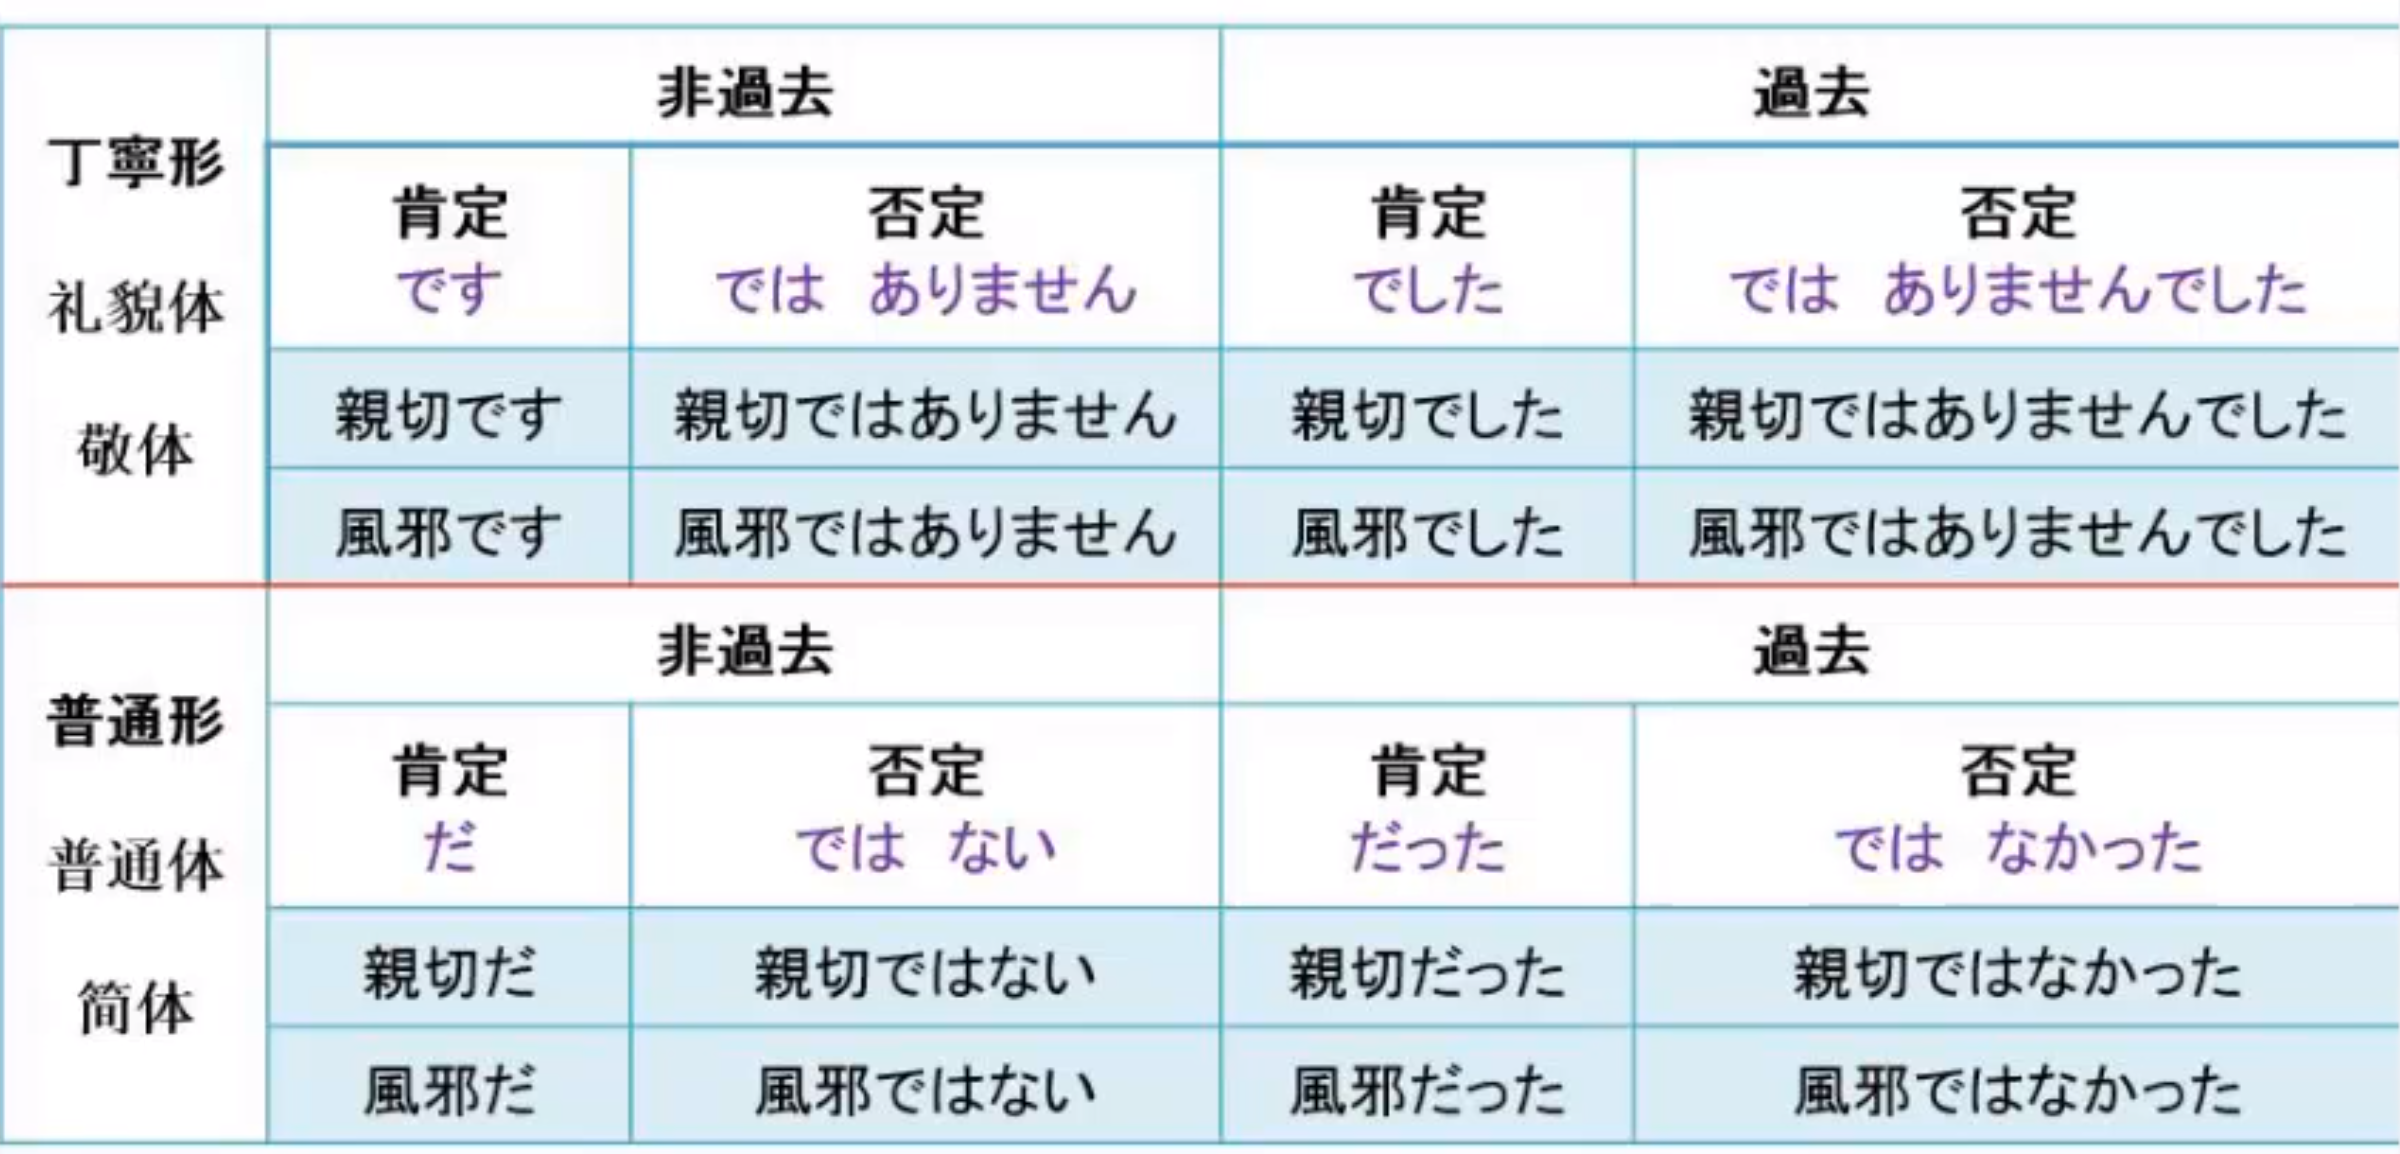 丁寧形
礼貌体
敬体
非過去
過去
肯定
否定
肯定
否定
です
では ありません
でした
では ありませんでした
親切です
親切ではありません
親切でした
親切ではありませんでした
風邪です
風邪ではありません
風邪でした
風邪ではありませんでした
普通形
普通体
简体
非過去
過去
肯定
否定
肯定
否定
だ
では ない
だった
では なかった
親切だ
親切ではない
親切だった
親切ではなかった
風邪だ
風邪ではない
風邪だった
風邪ではなかった